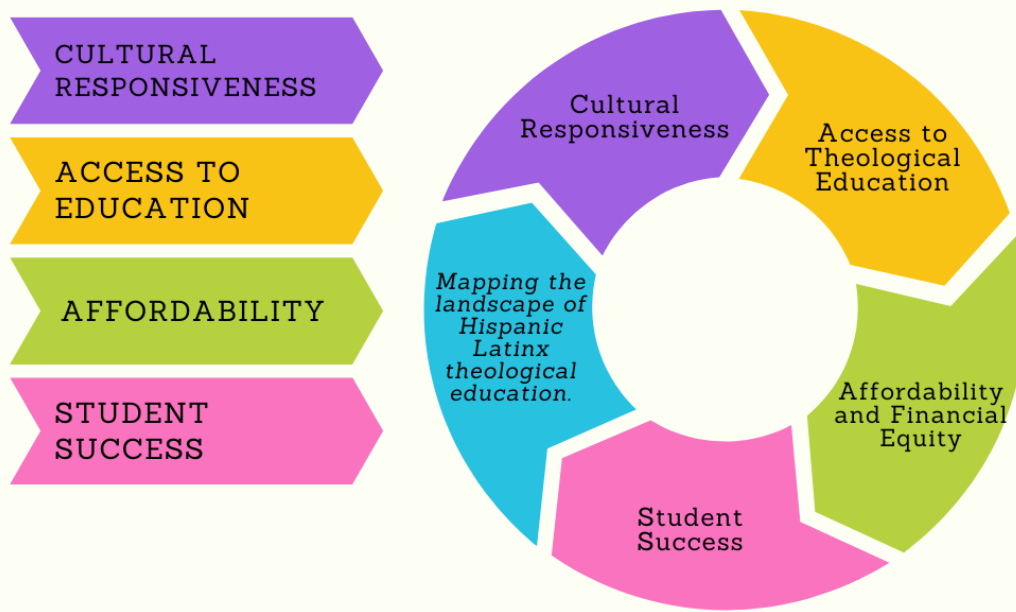 CULTURAL
RESPONSIVENESS
ACCESS TO
EDUCATION
AFFORDABILITY
STUDENT
SUCCESS
Cultural
Responsiveness
Access to
Theological
Education
Affordability
and Financial
Equity
Student
Success
Mapping the
landscape of
Hispanic
Latinx
theological
education.